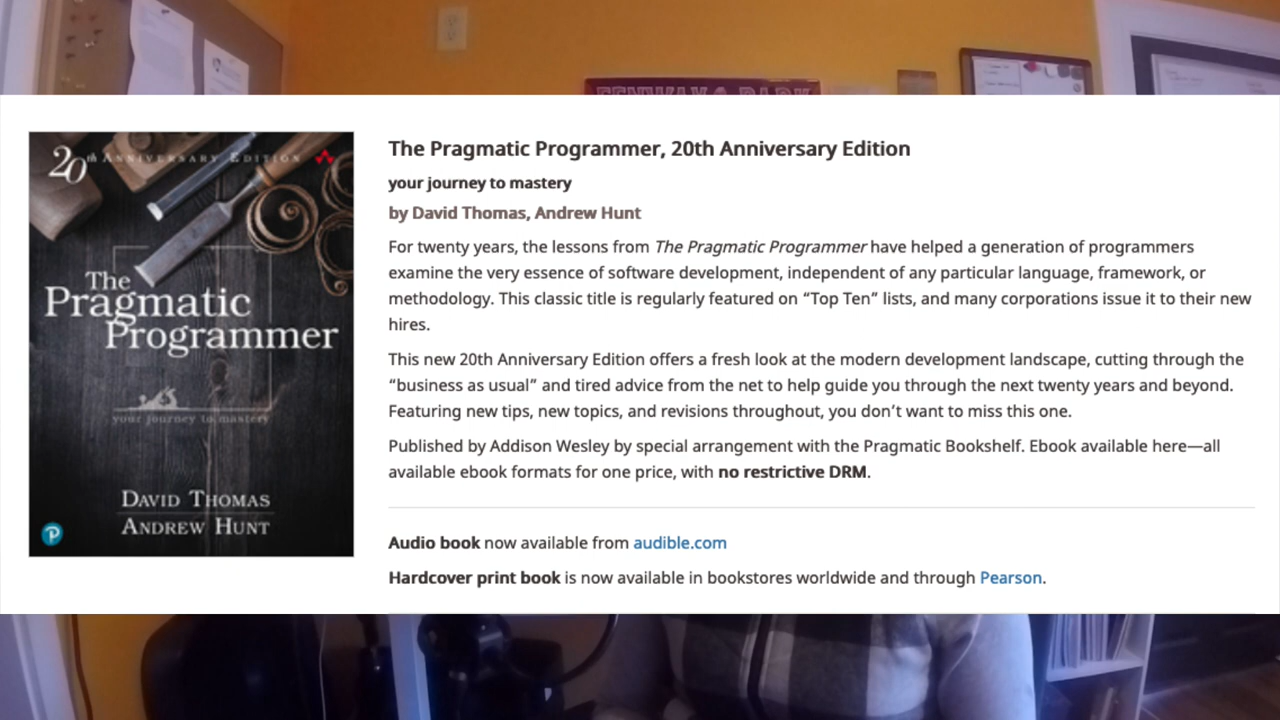 FENWAY PARK
20th ANNIVERSARY EDITION
The
Pragmatic
Programmer
your journey to mastery
DAVID THOMAS
ANDREW HUNT
P
The Pragmatic Programmer, 20th Anniversary Edition
your journey to mastery
by David Thomas, Andrew Hunt
For twenty years, the lessons from The Pragmatic Programmer have helped a generation of programmers
examine the very essence of software development, independent of any particular language, framework, or
methodology. This classic title is regularly featured on “Top Ten” lists, and many corporations issue it to their new
hires.
This new 20th Anniversary Edition offers a fresh look at the modern development landscape, cutting through the
“business as usual” and tired advice from the net to help guide you through the next twenty years and beyond.
Featuring new tips, new topics, and revisions throughout, you don’t want to miss this one.
Published by Addison Wesley by special arrangement with the Pragmatic Bookshelf. Ebook available here—all
available ebook formats for one price, with no restrictive DRM.
Audio book now available from audible.com
Hardcover print book is now available in bookstores worldwide and through Pearson.